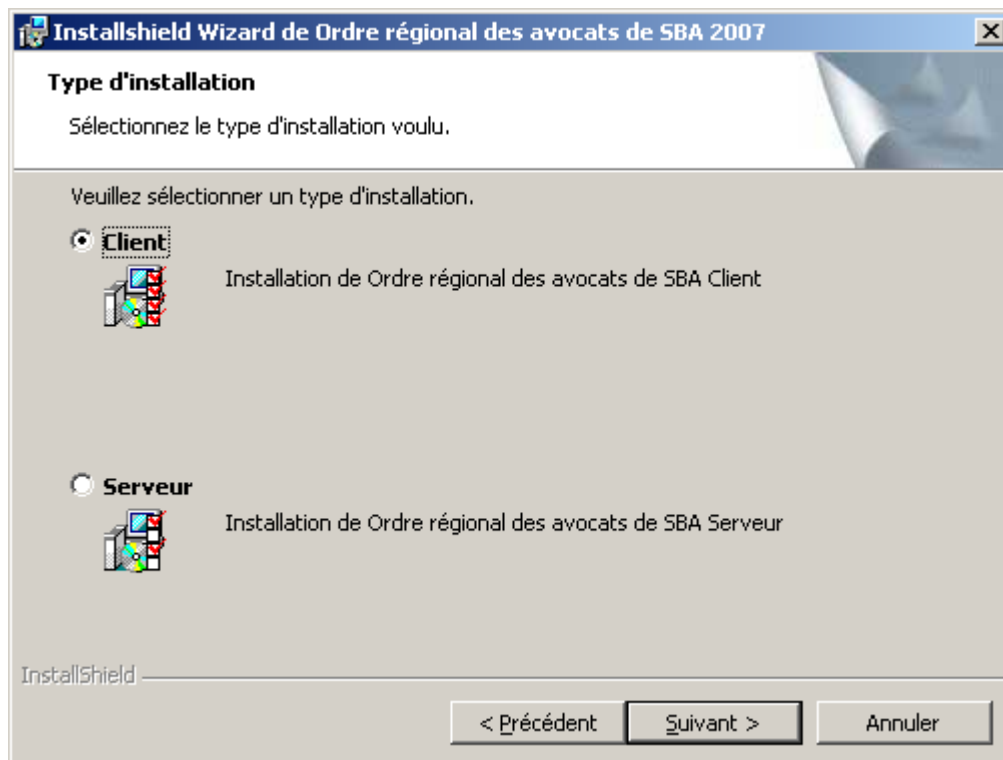 Installshield Wizard de Ordre régional des avocats de SBA 2007
Type d'installation
Sélectionnez le type d'installation voulu.
Veuillez sélectionner un type d'installation.
Client
Installation de Ordre régional des avocats de SBA Client
Serveur
Installation de Ordre régional des avocats de SBA Serveur
InstallShield
< Précédent
Suivant >
Annuler